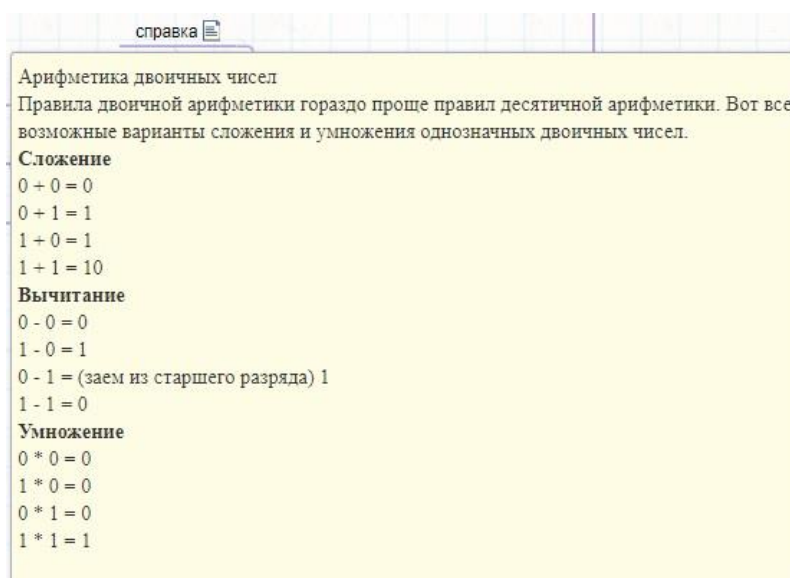 справка
Арифметика двоичных чисел
Правила двоичной арифметики гораздо проще правил десятичной арифметики. Вот все
возможные варианты сложения и умножения однозначных двоичных чисел.
Сложение
0 + 0 = 0
0 + 1 = 1
1 + 0 = 1
1 + 1 = 10
Вычитание
0 - 0 = 0
1 - 0 = 1
0 - 1 = (заем из старшего разряда) 1
1 - 1 = 0
Умножение
0 * 0 = 0
1 * 0 = 0
0 * 1 = 0
1 * 1 = 1